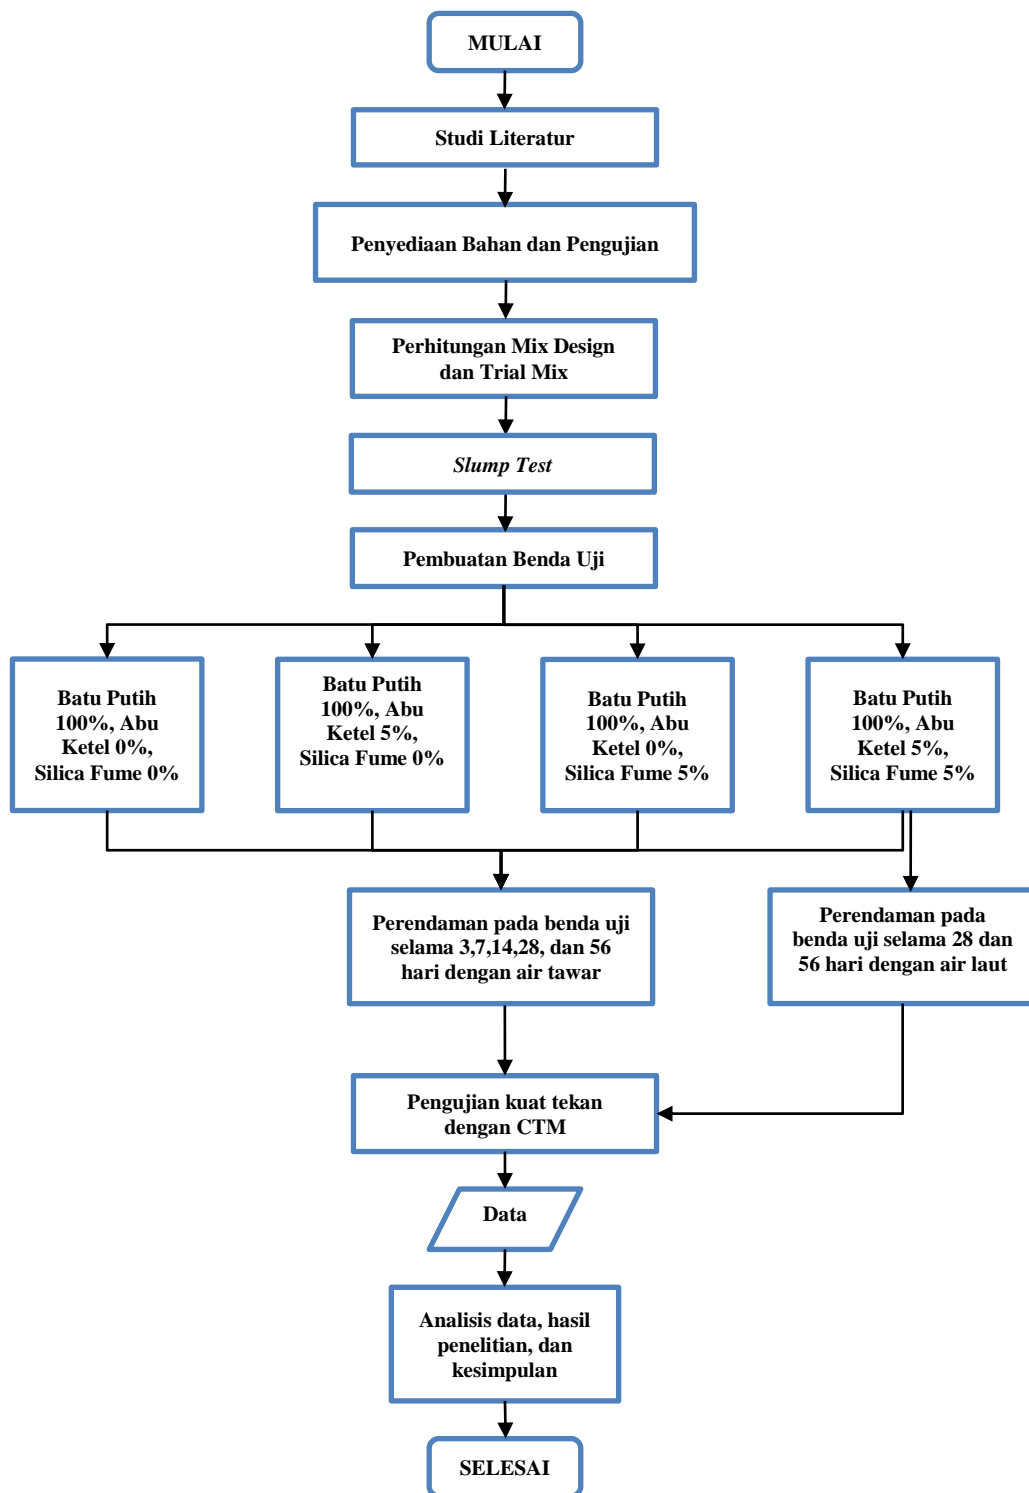 MULAI
Studi Literatur
Penyediaan Bahan dan Pengujian
Perhitungan Mix Design
dan Trial Mix
Slump Test
Pembuatan Benda Uji
Batu Putih
100%, Abu
Ketel 0%,
Silica Fume 0%
Batu Putih
100%, Abu
Ketel 5%,
Silica Fume 0%
Batu Putih
100%, Abu
Ketel 0%,
Silica Fume 5%
Batu Putih
100%, Abu
Ketel 5%,
Silica Fume 5%
Perendaman pada benda uji
selama 3,7,14,28, dan 56
hari dengan air tawar
Perendaman pada
benda uji selama 28 dan
56 hari dengan air laut
Pengujian kuat tekan
dengan CTM
Data
Analisis data, hasil
penelitian, dan
kesimpulan
SELESAI